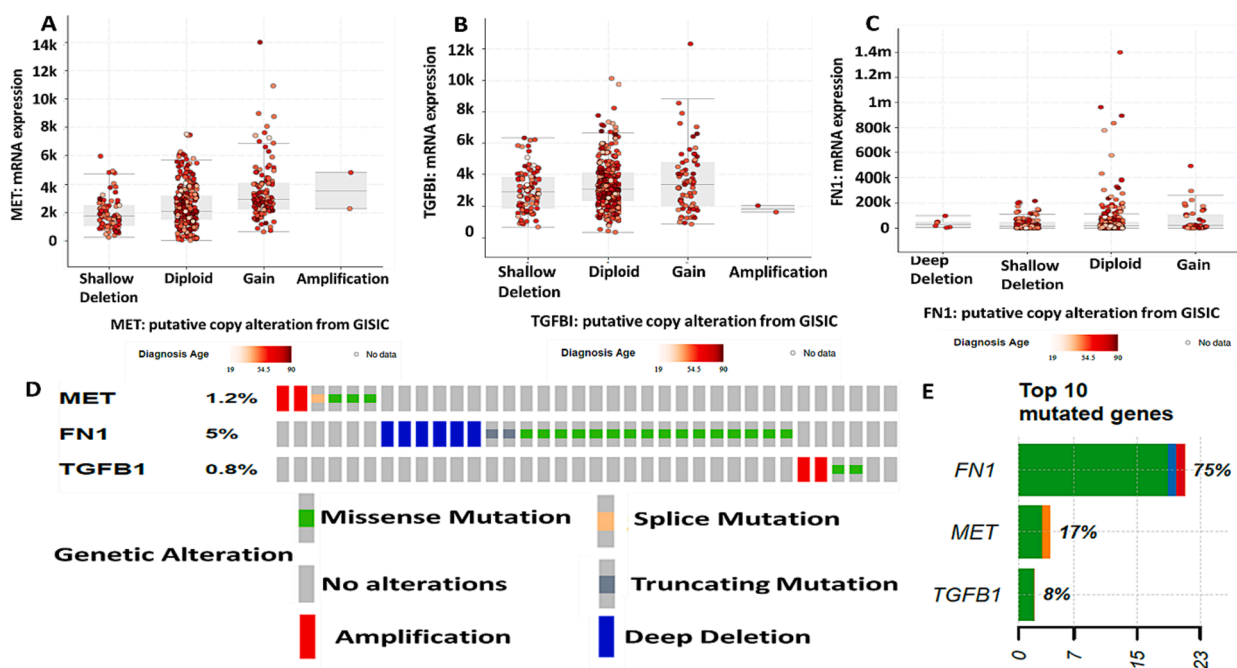 A
MET: mRNA expression
14k
12k
10k
8k
6k
4k
2k
0
Shallow Deletion
Diploid
Gain
Amplification
MET: putative copy alteration from GISIC
Diagnosis Age
19
54.5
90
No data
B
TGFBI: mRNA expression
12k
10k
8k
6k
4k
2k
0
Shallow Deletion
Diploid
Gain
Amplification
TGFBI: putative copy alteration from GISIC
Diagnosis Age
19
54.5
90
No data
C
FN1: mRNA expression
1.4m
1.2m
1m
800k
600k
400k
200k
0
Deep Deletion
Shallow Deletion
Diploid
Gain
FN1: putative copy alteration from GISIC
Diagnosis Age
19
54.5
90
No data
D
MET 1.2%
FN1 5%
TGFB1 0.8%
Genetic Alteration
Missense Mutation
Splice Mutation
No alterations
Truncating Mutation
Amplification
Deep Deletion
E
Top 10
mutated genes
FN1 75%
MET 17%
TGFB1 8%
0
7
15
23